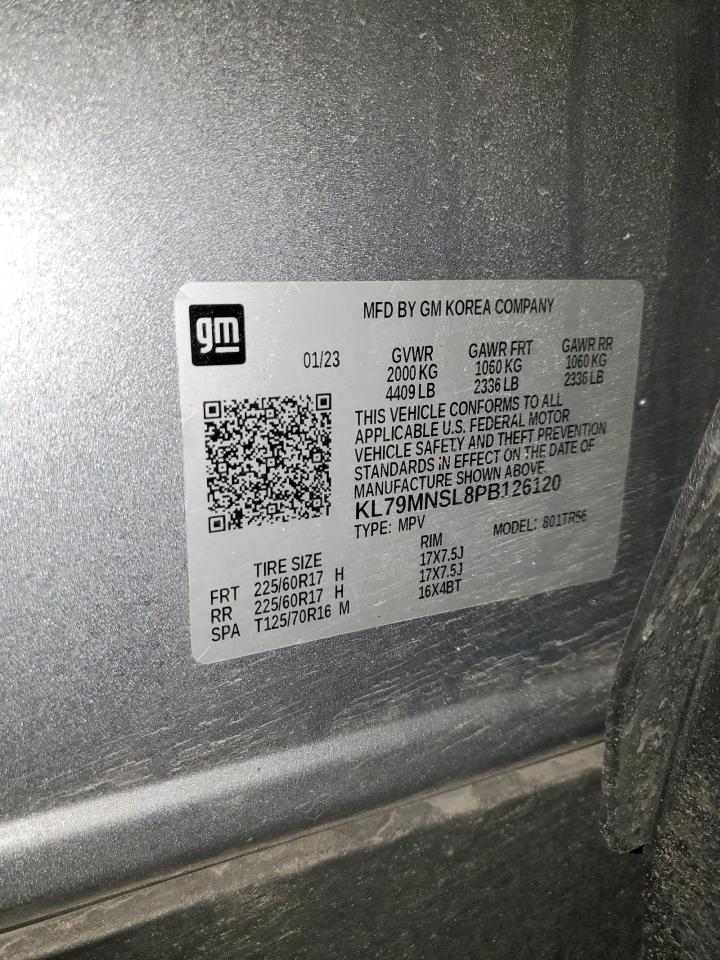 gm
MFD BY GM KOREA COMPANY
01/23
GVWR GAWR FRT GAWR RR
2000 KG 1060 KG 1060 KG
4409 LB 2336 LB 2336 LB
THIS VEHICLE CONFORMS TO ALL
APPLICABLE U.S. FEDERAL MOTOR
VEHICLE SAFETY AND THEFT PREVENTION
STANDARDS IN EFFECT ON THE DATE OF
MANUFACTURE SHOWN ABOVE.
KL79MNSL8PB126120
TYPE: MPV MODEL: 801TR56
TIRE SIZE RIM
FRT 225/60R17 H 17X7.5J
RR 225/60R17 H 17X7.5J
SPA T125/70R16 M 16X4BT